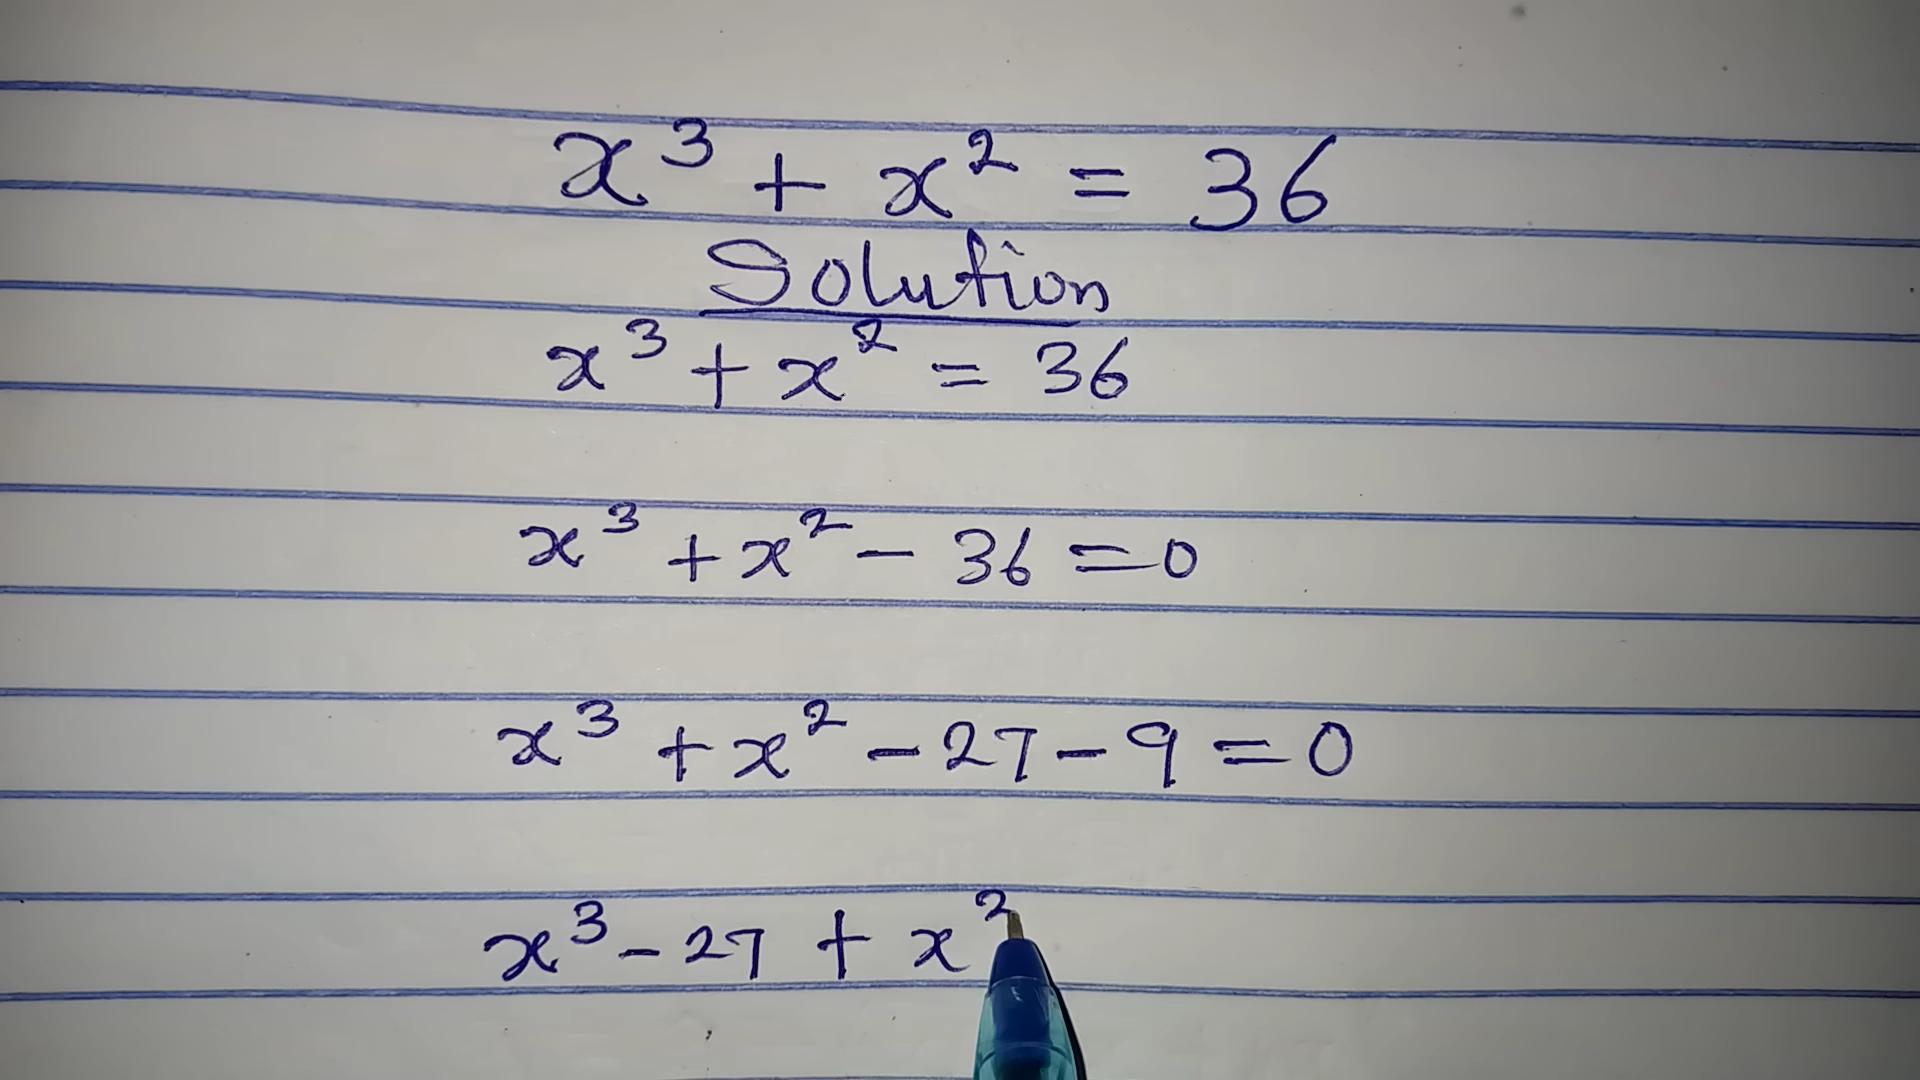 x³ + x² = 36
Solution
x³ + x² = 36
x³ + x² - 36 = 0
x³ + x² - 27 - 9 = 0
x³ - 27 + x²